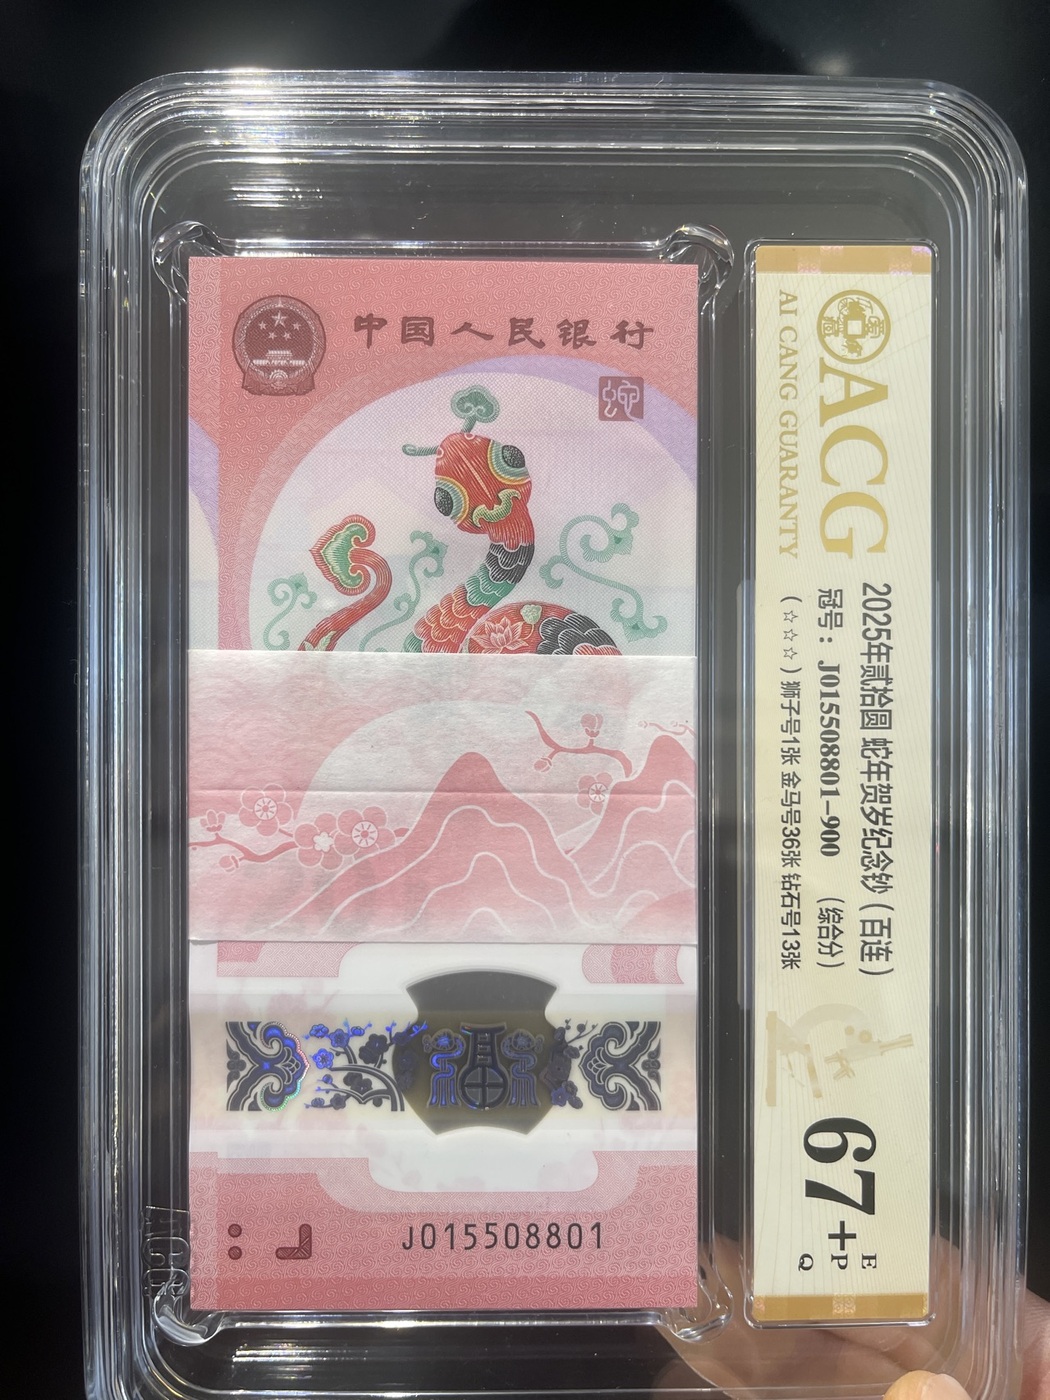 中国人民银行
蛇
J015508801
ACG
AI CANG GUARANTY
2025年贰拾圆 蛇年贺岁纪念钞（百连）
冠号：J015508801-900 （综合分）
（☆☆☆）狮子号1张 金马号36张 钻石号13张
67+EPQ